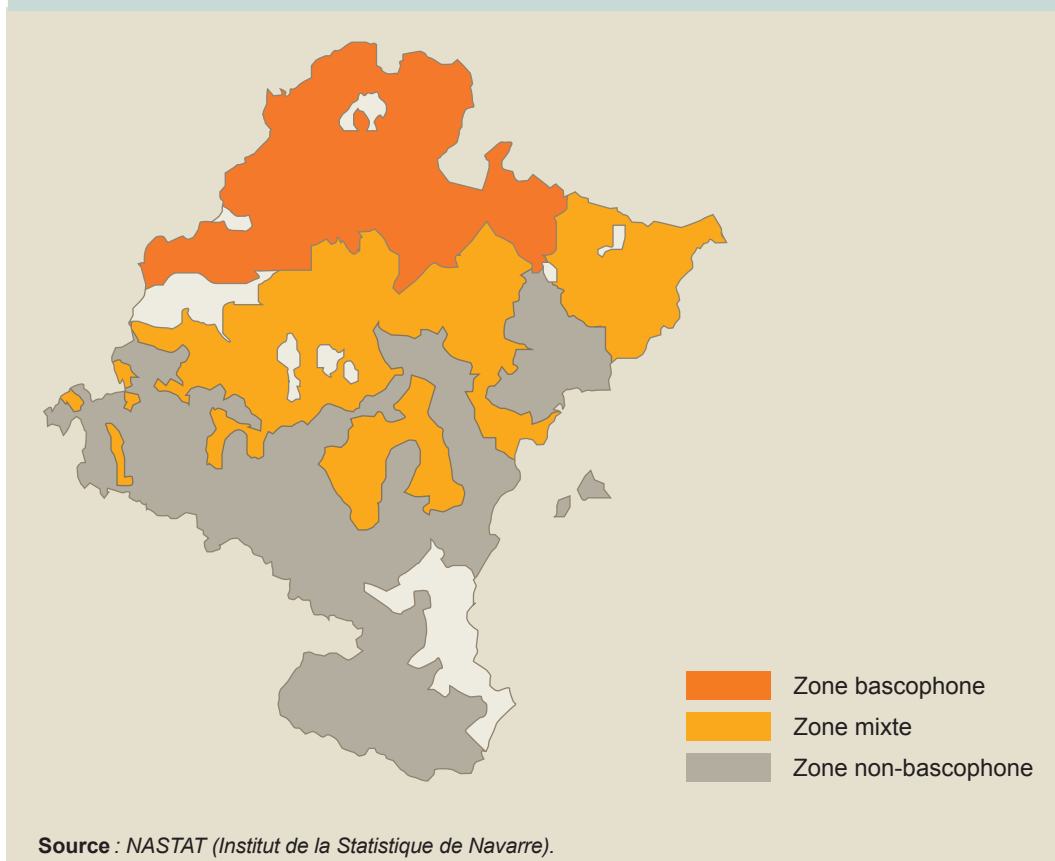 Zone bascophone
Zone mixte
Zone non-bascophone
Source : NASTAT (Institut de la Statistique de Navarre).